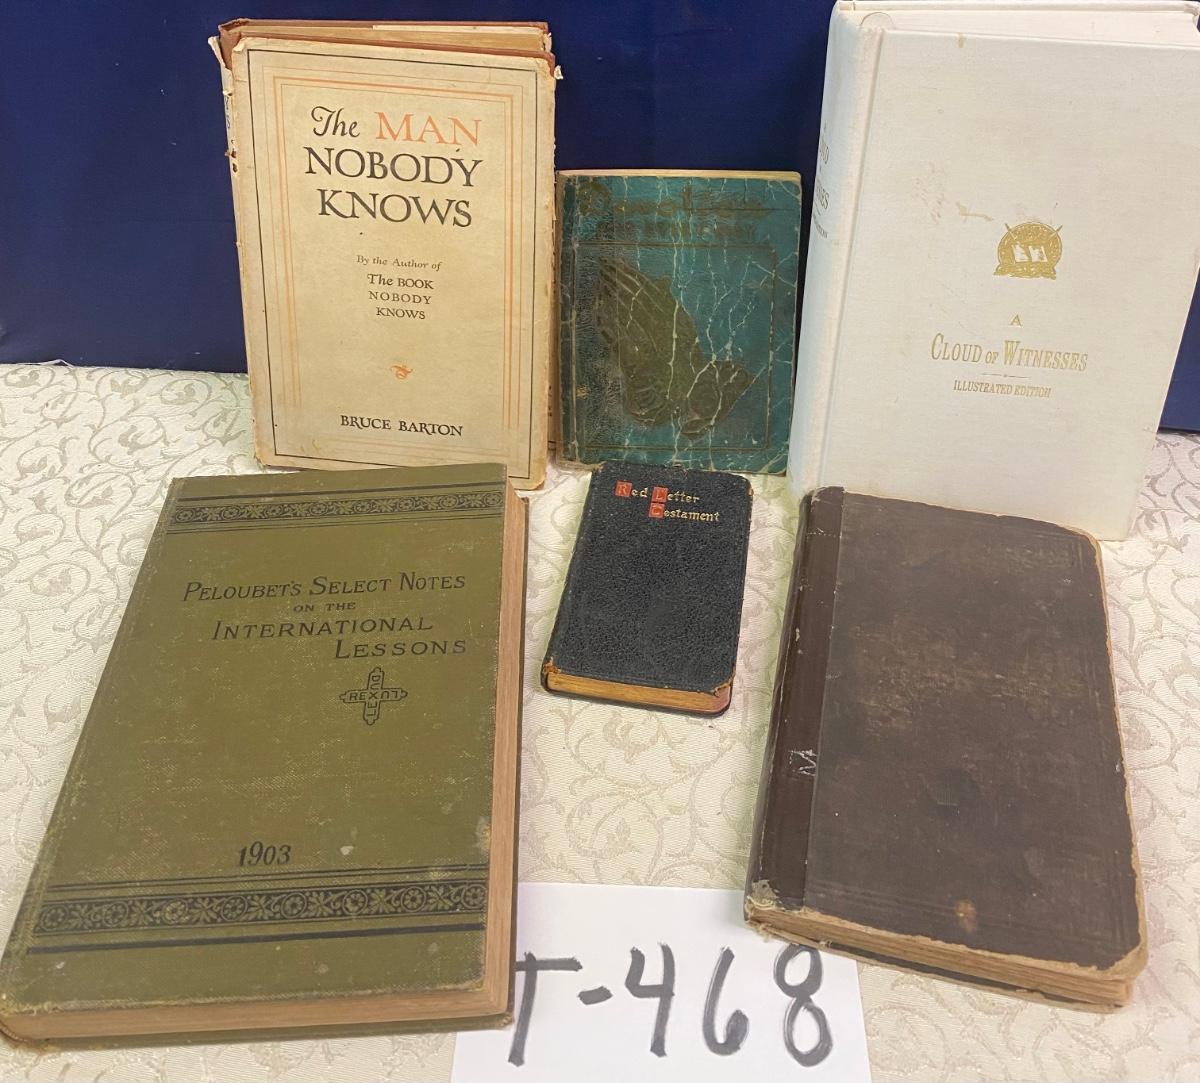 The MAN
NOBODY
KNOWS
By the Author of
The BOOK
NOBODY
KNOWS
BRUCE BARTON
A
CLOUD OF WITNESSES
ILLUSTRATED EDITION
Red Letter
Testament
PELOUBET'S SELECT NOTES
ON THE
INTERNATIONAL
LESSONS
1903
T-468